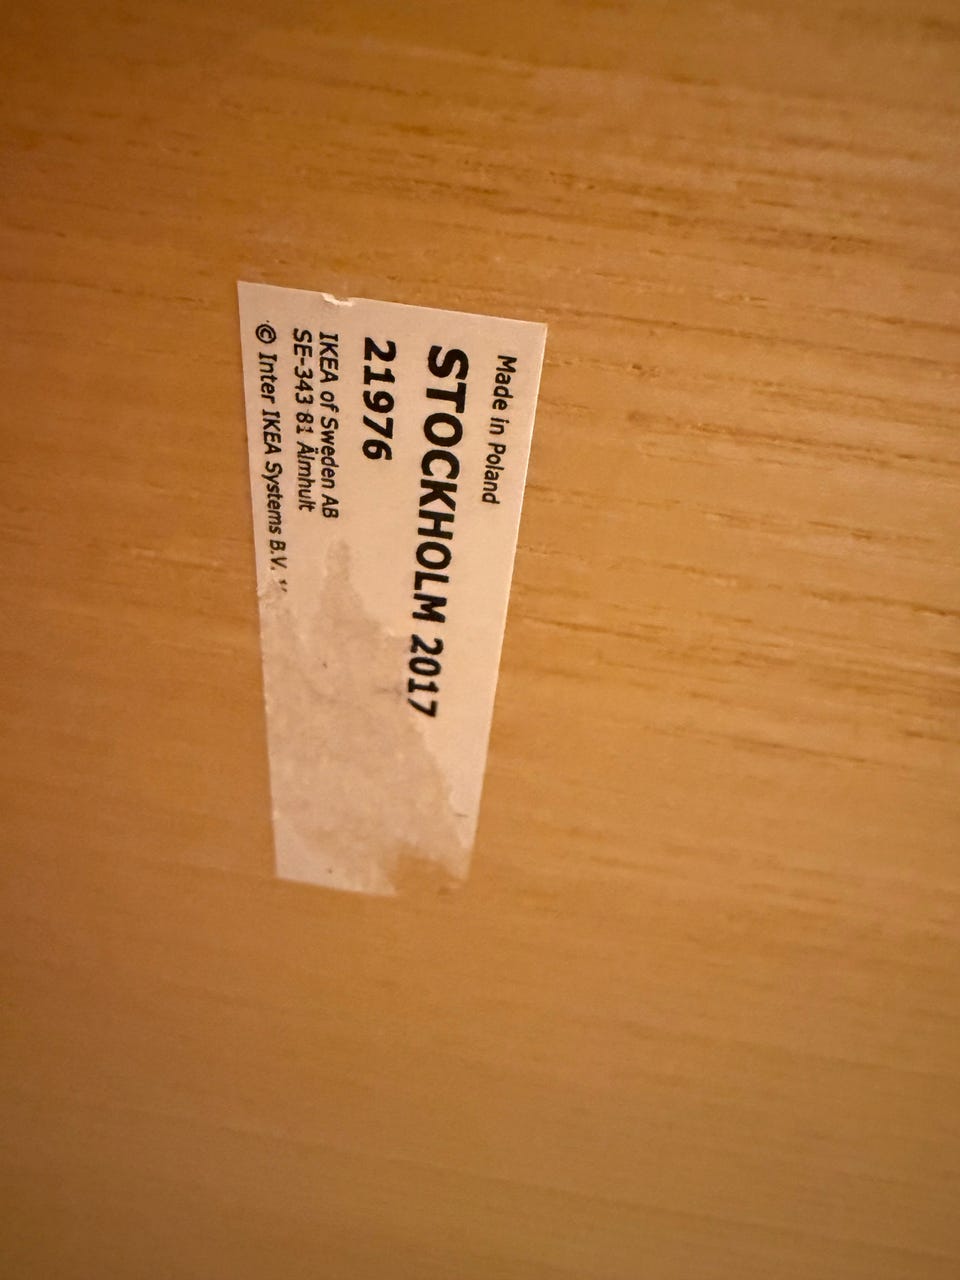 Made in Poland
STOCKHOLM 2017
21976
IKEA of Sweden AB
SE-343 81 Älmhult
© Inter IKEA Systems B.V.